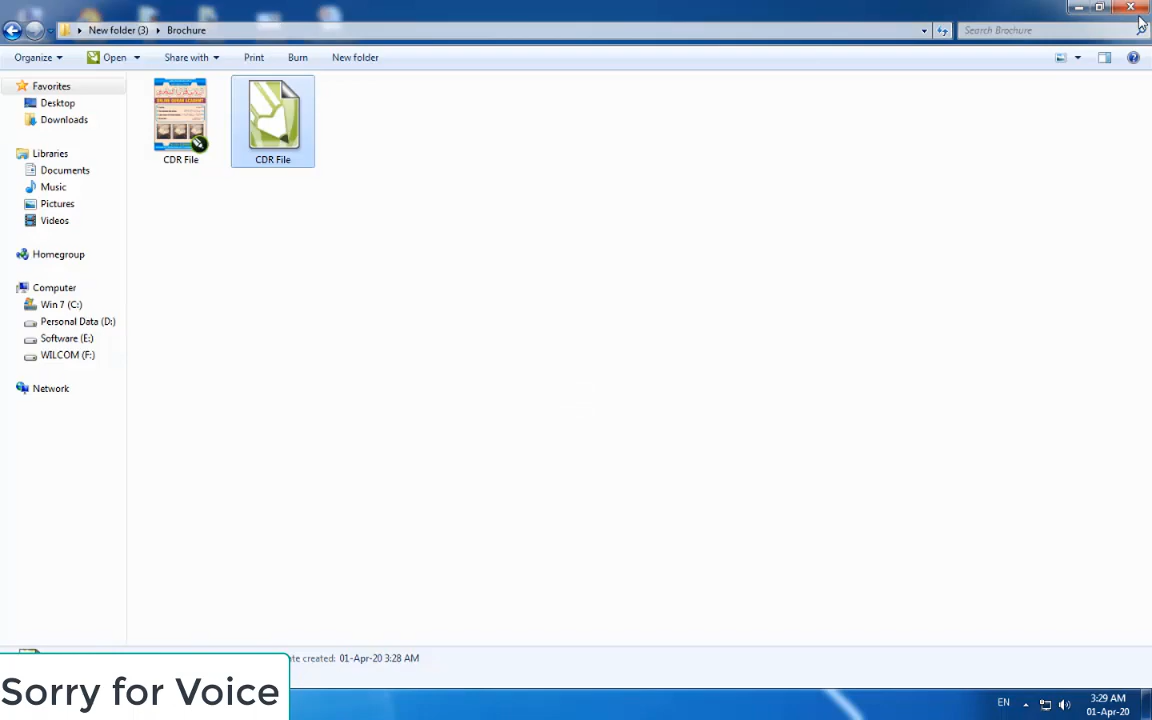 New folder (3) Brochure
Search Brochure
Organize Open Share with Print Burn New folder
Favorites
Desktop
Downloads
Libraries
Documents
Music
Pictures
Videos
Homegroup
Computer
Win 7 (C:)
Personal Data (D:)
Software (E:)
WILCOM (F:)
Network
CDR File
CDR File
te created: 01-Apr-20 3:28 AM
Sorry for Voice
EN
3:29 AM
01-Apr-20